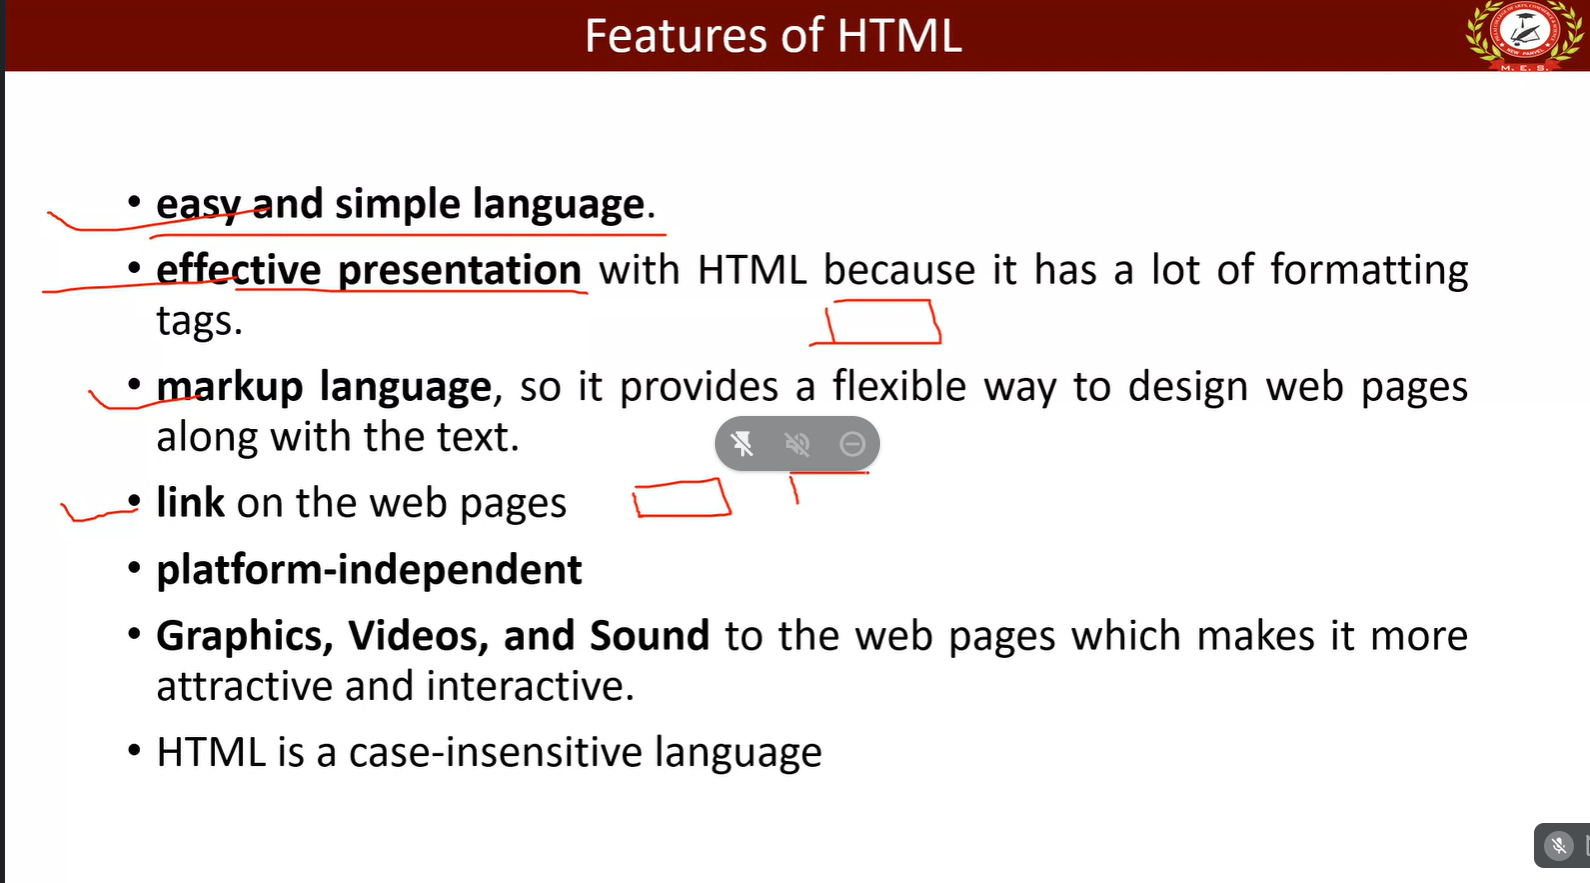 Features of HTML
M. E. S.
• easy and simple language.
• effective presentation with HTML because it has a lot of formatting
tags.
• markup language, so it provides a flexible way to design web pages
along with the text.
• link on the web pages
• platform-independent
• Graphics, Videos, and Sound to the web pages which makes it more
attractive and interactive.
• HTML is a case-insensitive language